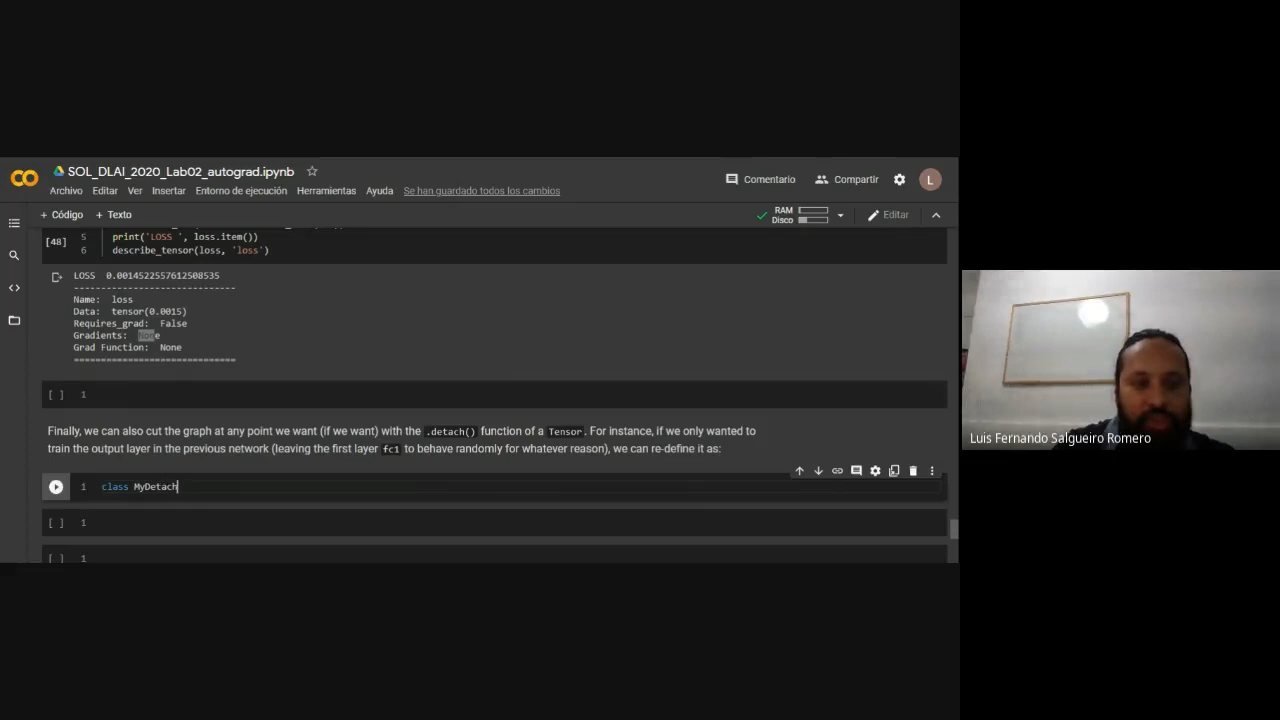 SOL_DLAI_2020_Lab02_autograd.ipynb
Comentario
Compartir
L
Archivo Editar Ver Insertar Entorno de ejecución Herramientas Ayuda Se han guardado todos los cambios
+ Código + Texto
RAM
Disco
Editar
[48]
5 print('LOSS ', loss.item())
6 describe_tensor(loss, 'loss')
LOSS 0.0014522557612508535
-----------------------------
Name: loss
Data: tensor(0.0015)
Requires_grad: False
Gradients: None
Grad Function: None
=============================
[ ] 1
Finally, we can also cut the graph at any point we want (if we want) with the .detach() function of a Tensor. For instance, if we only wanted to
train the output layer in the previous network (leaving the first layer fc1 to behave randomly for whatever reason), we can re-define it as:
1 class MyDetach
[ ] 1
[ ] 1
Luis Fernando Salgueiro Romero